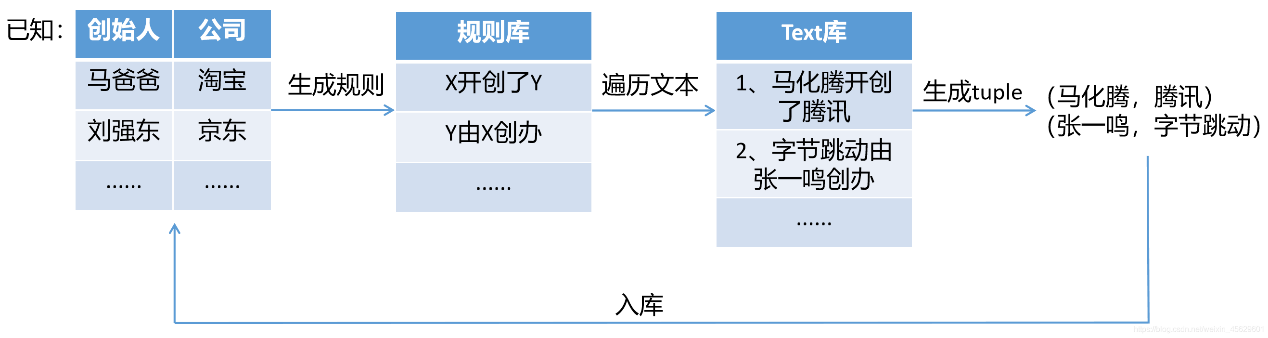 已知：
创始人 公司
马爸爸 淘宝
刘强东 京东
…… ……
生成规则
规则库
X开创了Y
Y由X创办
……
遍历文本
Text库
1、马化腾开创
了腾讯
2、字节跳动由
张一鸣创办
……
生成tuple
（马化腾，腾讯）
（张一鸣，字节跳动）
入库